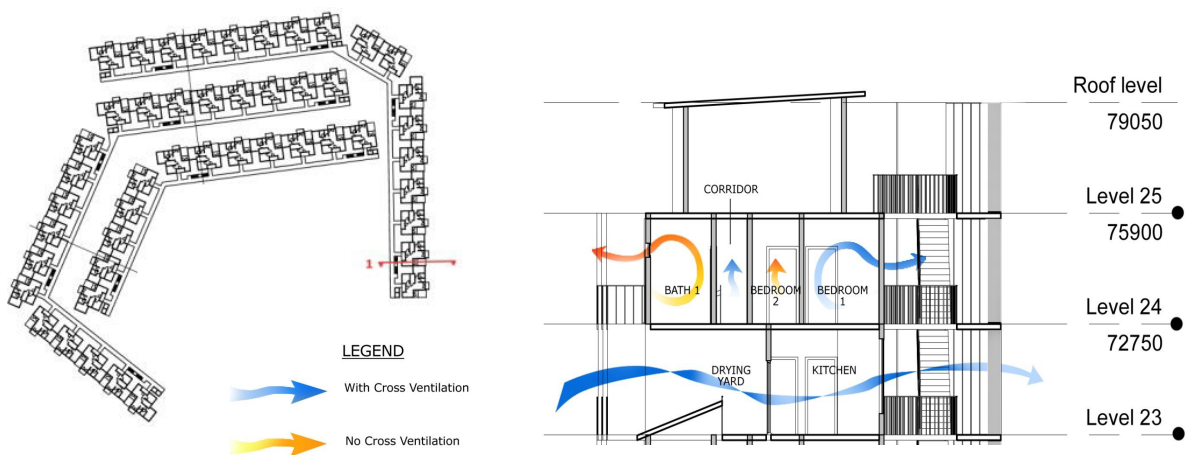 1
LEGEND
With Cross Ventilation
No Cross Ventilation
Roof level
79050
CORRIDOR
Level 25
75900
BATH 1
BEDROOM
2
BEDROOM
1
Level 24
72750
DRYING
YARD
KITCHEN
Level 23